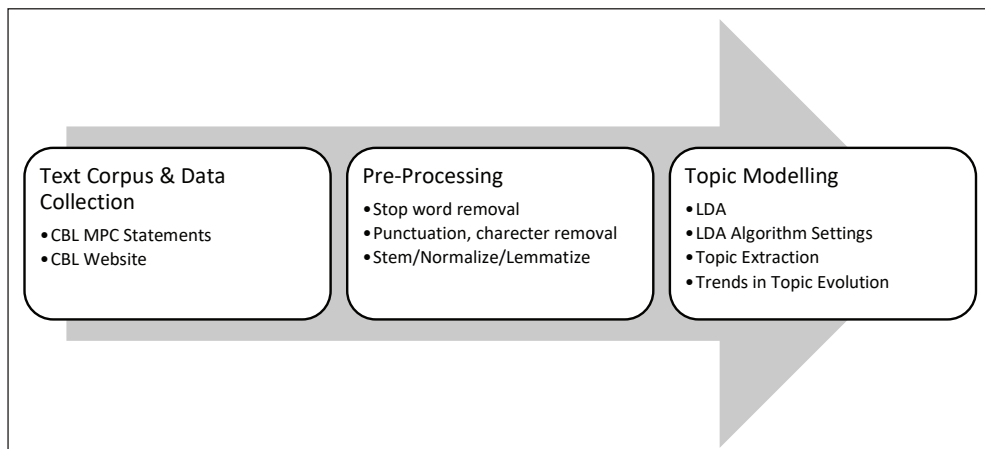 Text Corpus & Data
Collection
•CBL MPC Statements
•CBL Website
Pre-Processing
•Stop word removal
•Punctuation, charecter removal
•Stem/Normalize/Lemmatize
Topic Modelling
•LDA
•LDA Algorithm Settings
•Topic Extraction
•Trends in Topic Evolution